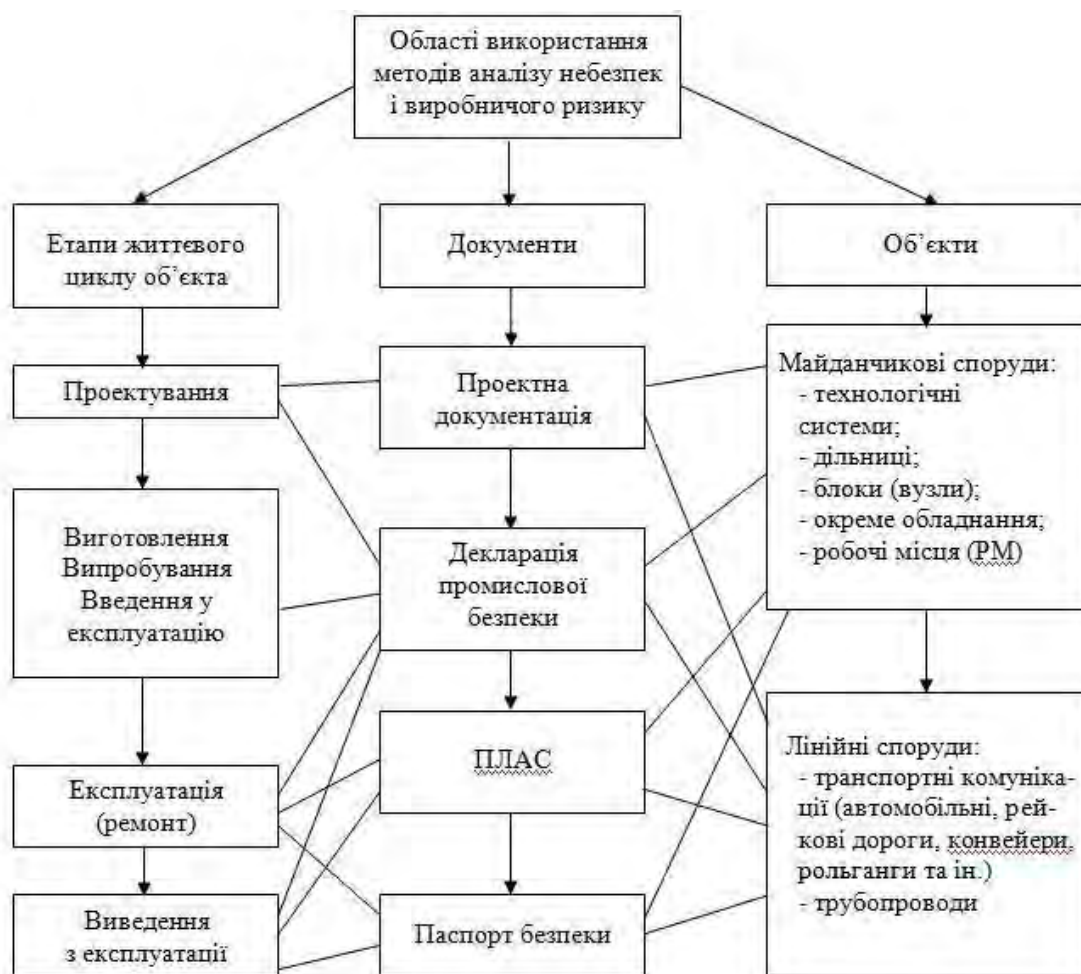 Області використання
методів аналізу небезпек
і виробничого ризику
Етапи життєвого
циклу об’єкта
Документи
Об’єкти
Проектування
Проектна
документація
Майданчикові споруди:
- технологічні
системи;
- дільниці;
- блоки (вузли);
- окреме обладнання;
- робочі місця (РМ)
Виготовлення
Випробування
Введення у
експлуатацію
Декларація
промислової
безпеки
Експлуатація
(ремонт)
ПЛАС
Лінійні споруди:
- транспортні комуніка-
ції (автомобільні, рей-
кові дороги, конвейери,
рольганги та ін.)
- трубопроводи
Виведення
з експлуатації
Паспорт безпеки